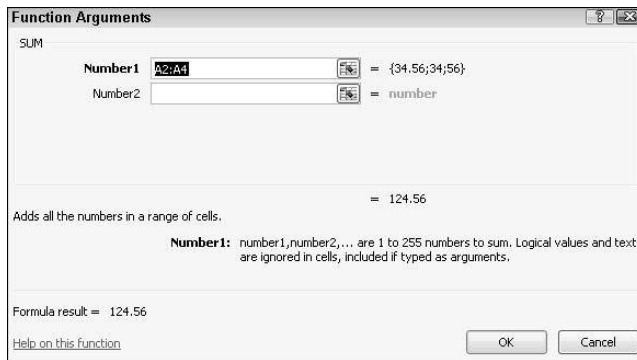 Function Arguments
SUM
Number1 A2:A4 = {34.56;34;56}
Number2 = number
= 124.56
Adds all the numbers in a range of cells.
Number1: number1,number2,... are 1 to 255 numbers to sum. Logical values and text
are ignored in cells, included if typed as arguments.
Formula result = 124.56
Help on this function OK Cancel